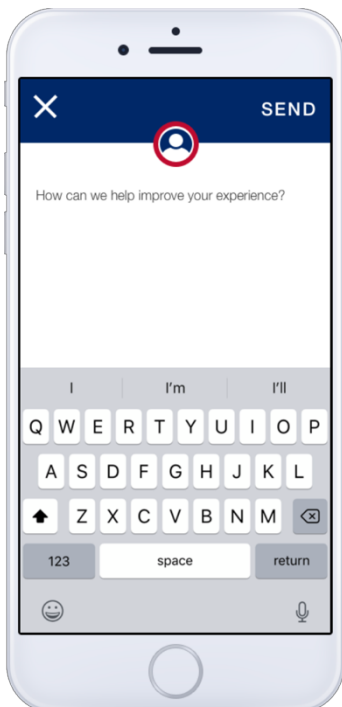 SEND
How can we help improve your experience?
I I'm I'll
Q W E R T Y U I O P
A S D F G H J K L
Z X C V B N M
123 space return